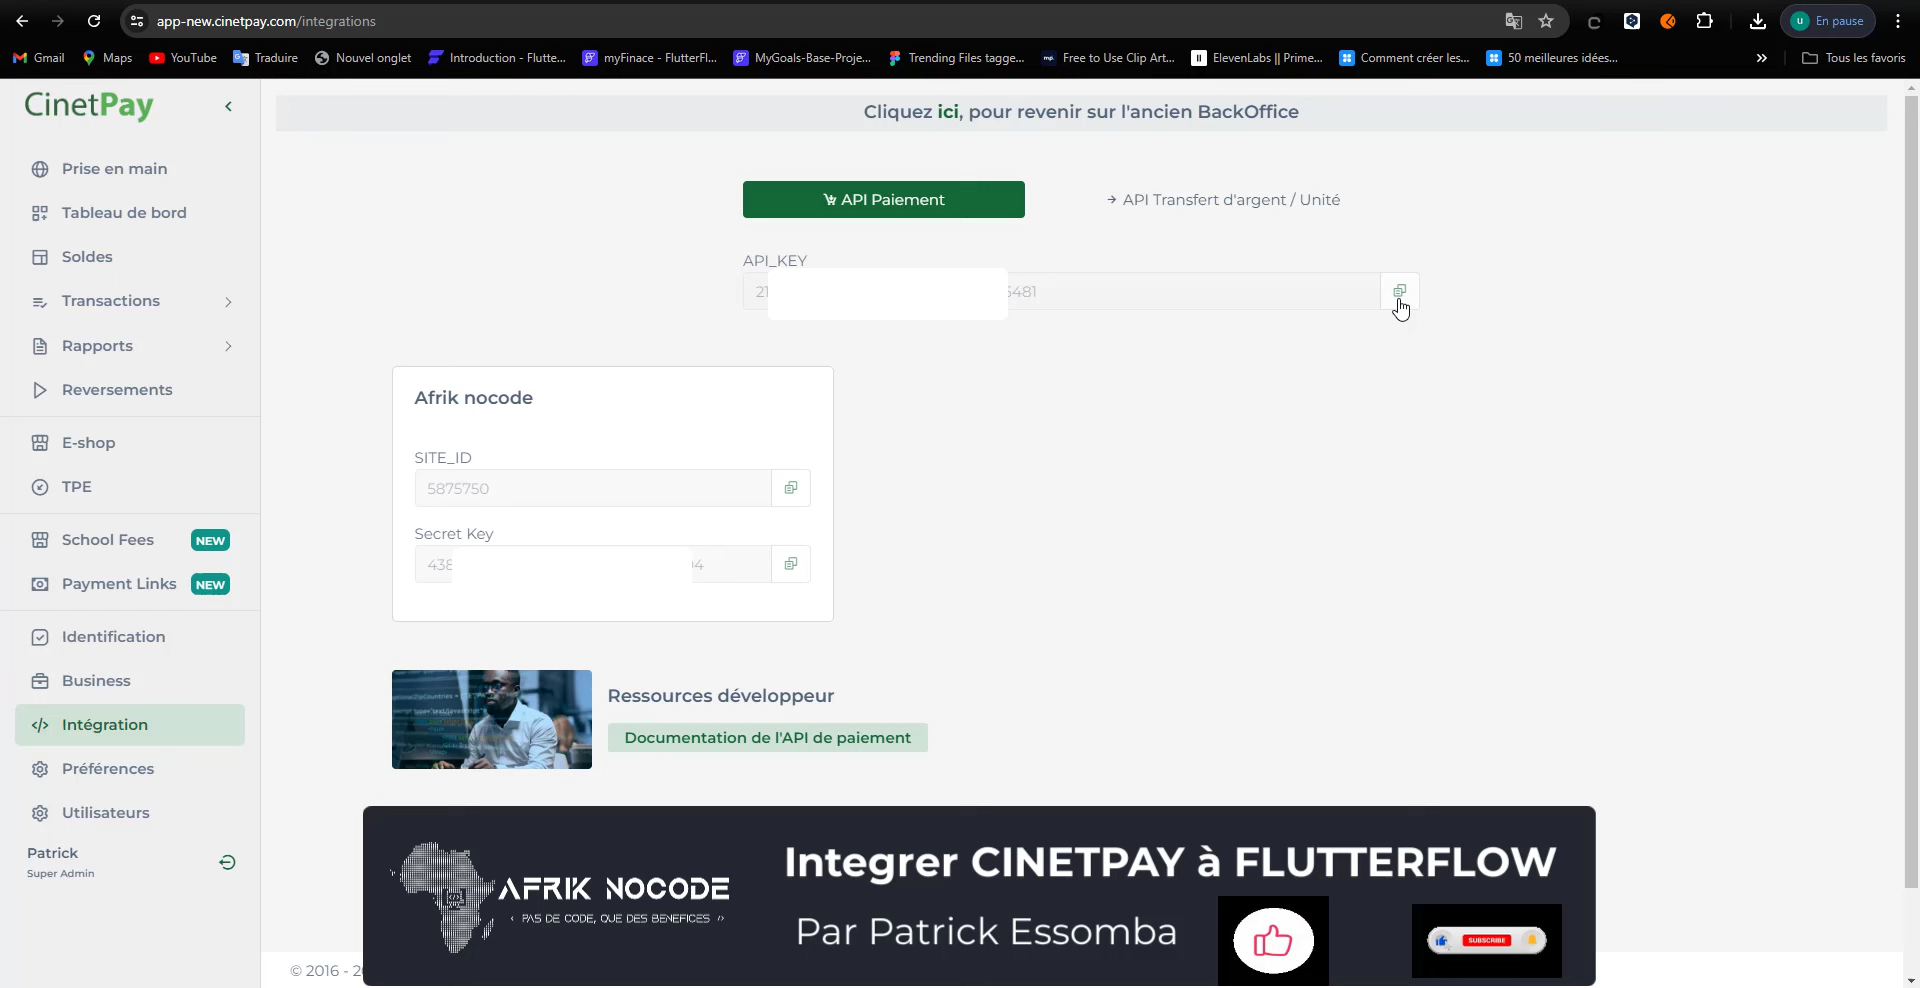 app-new.cinetpay.com/integrations
En pause
Gmail
Maps
YouTube
Traduire
Nouvel onglet
Introduction - Flutte...
myFinace - FlutterFl...
MyGoals-Base-Proje...
Trending Files tagge...
Free to Use Clip Art...
ElevenLabs || Prime...
Comment créer les...
50 meilleures idées...
Tous les favoris
CinetPay
Cliquez ici, pour revenir sur l'ancien BackOffice
Prise en main
Tableau de bord
Soldes
Transactions
Rapports
Reversements
E-shop
TPE
School Fees NEW
Payment Links NEW
Identification
Business
Intégration
Préférences
Utilisateurs
Patrick
Super Admin
API Paiement
API Transfert d'argent / Unité
API_KEY
21 5481
Afrik nocode
SITE_ID
5875750
Secret Key
438 4
Ressources développeur
Documentation de l'API de paiement
AFRIK NOCODE
< PAS DE CODE, QUE DES BENEFICES />
Integrer CINETPAY à FLUTTERFLOW
Par Patrick Essomba
SUBSCRIBE
© 2016 - 2